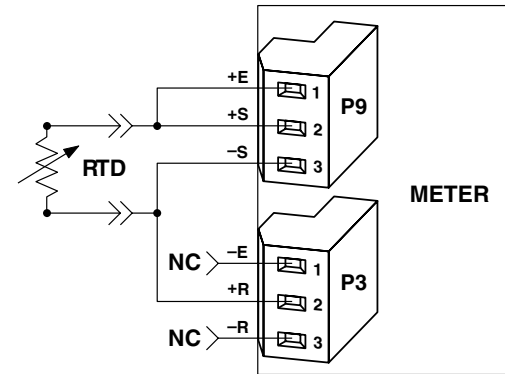 +E
1
P9
+S
2
RTD
–S
3
METER
NC
–E
1
P3
+R
2
NC
–R
3